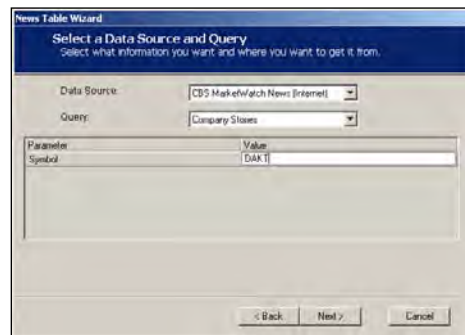 News Table Wizard
Select a Data Source and Query
Select what information you want and where you want to get it from.
Data Source: CBS MarketWatch News (Internet)
Query: Company Stories
Parameter Value
Symbol DAKT
< Back Next > Cancel